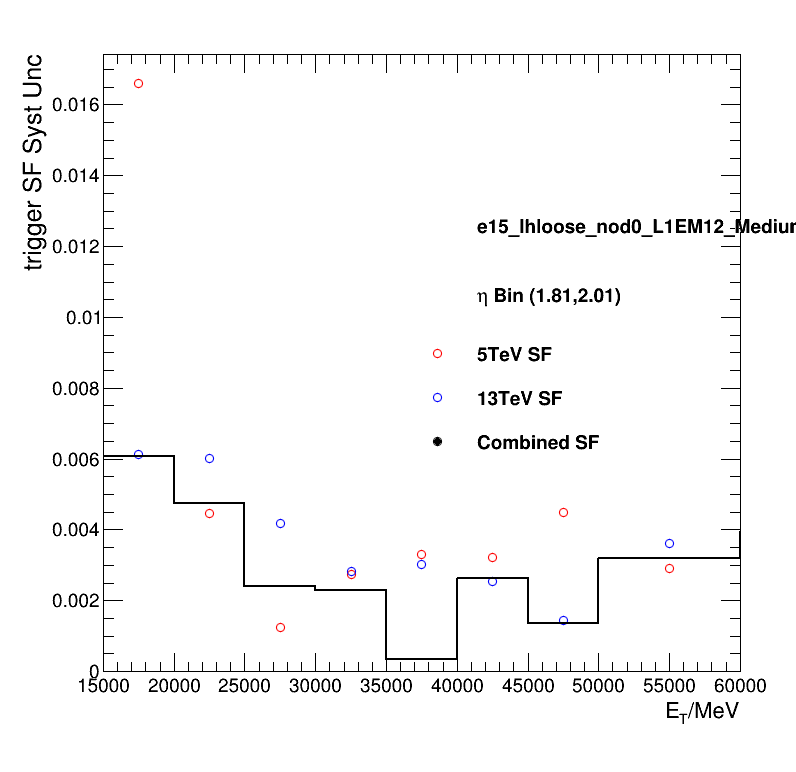 trigger SF Syst Unc
0.016
0.014
0.012
0.01
0.008
0.006
0.004
0.002
0
e15_lhloose_nod0_L1EM12_Mediu
η Bin (1.81,2.01)
5TeV SF
13TeV SF
Combined SF
15000 20000 25000 30000 35000 40000 45000 50000 55000 60000
E_T/MeV